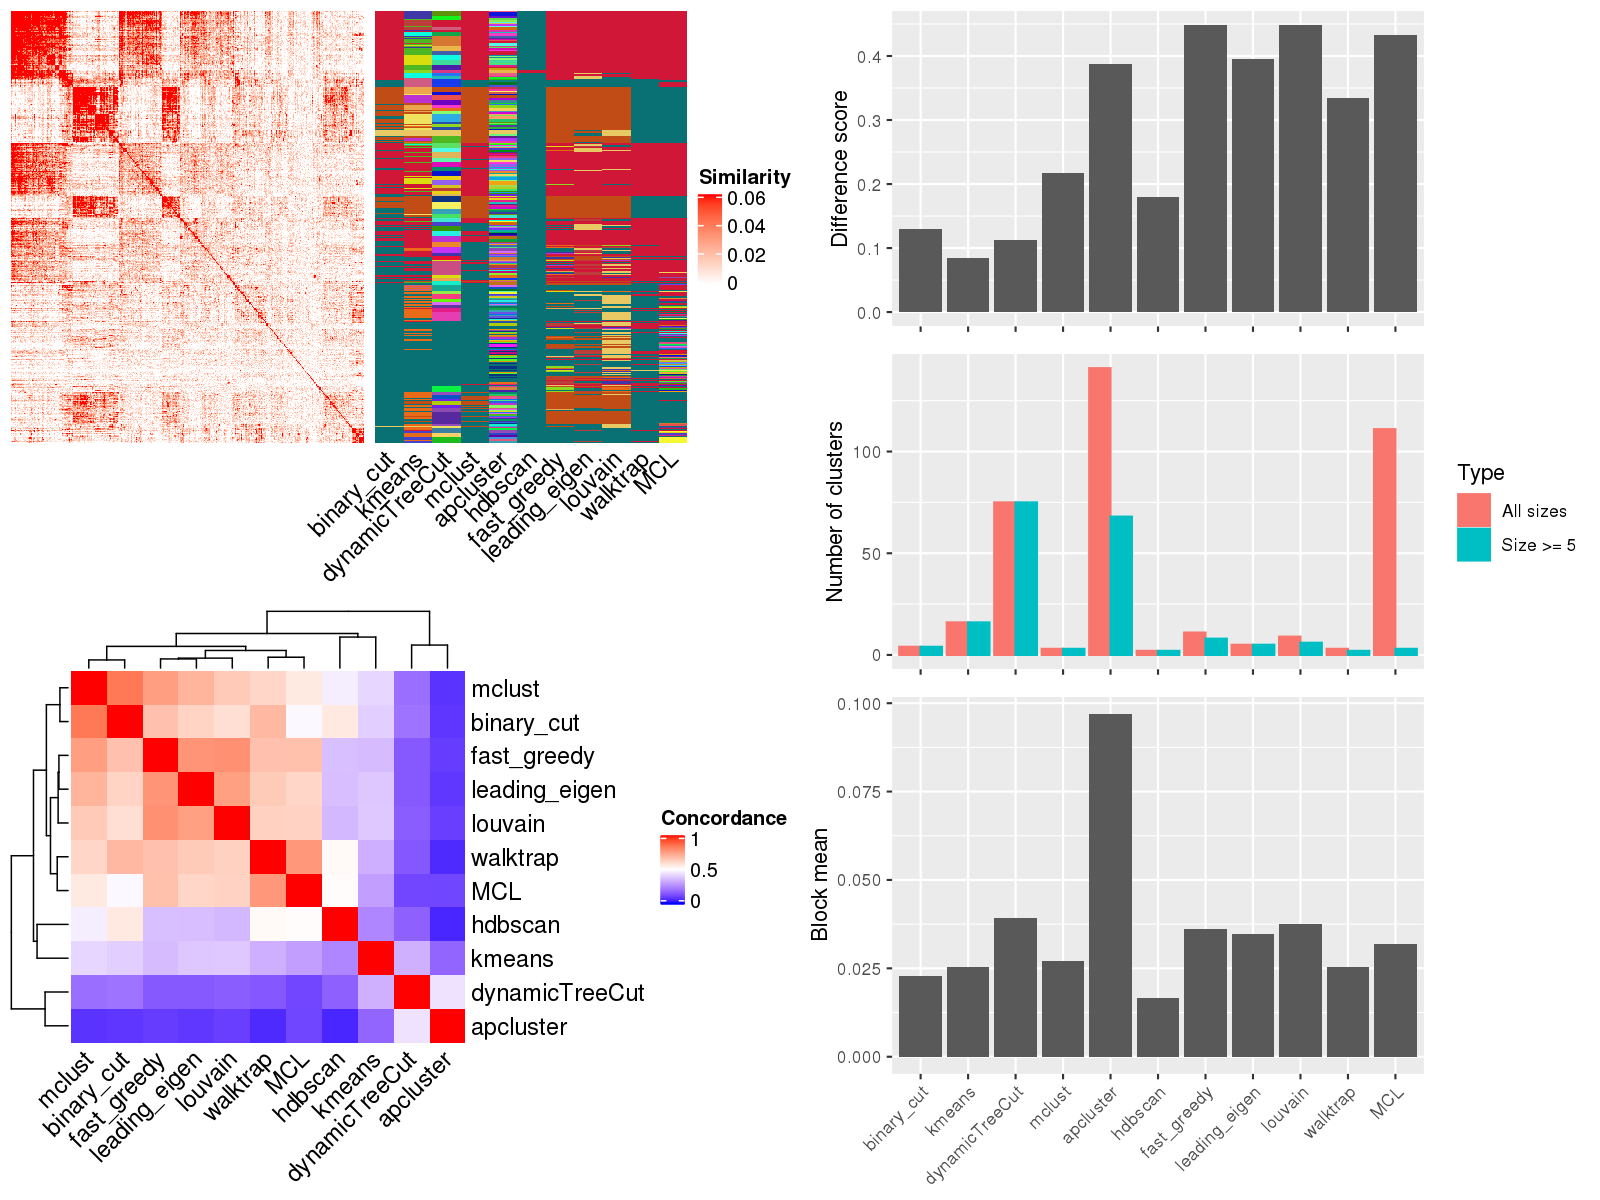 Similarity
0.06
0.04
0.02
0
binary_cut
kmeans
dynamicTreeCut
mclust
apcluster
hdbscan
fast_greedy
leading_eigen
louvain
walktrap
MCL
mclust
binary_cut
fast_greedy
leading_eigen
louvain
walktrap
MCL
hdbscan
kmeans
dynamicTreeCut
apcluster
Concordance
1
0.5
0
mclust
binary_cut
fast_greedy
leading_eigen
louvain
walktrap
MCL
hdbscan
kmeans
dynamicTreeCut
apcluster
Difference score
0.4
0.3
0.2
0.1
0.0
Number of clusters
100
50
0
Type
All sizes
Size >= 5
Block mean
0.100
0.075
0.050
0.025
0.000
binary_cut
kmeans
dynamicTreeCut
mclust
apcluster
hdbscan
fast_greedy
leading_eigen
louvain
walktrap
MCL